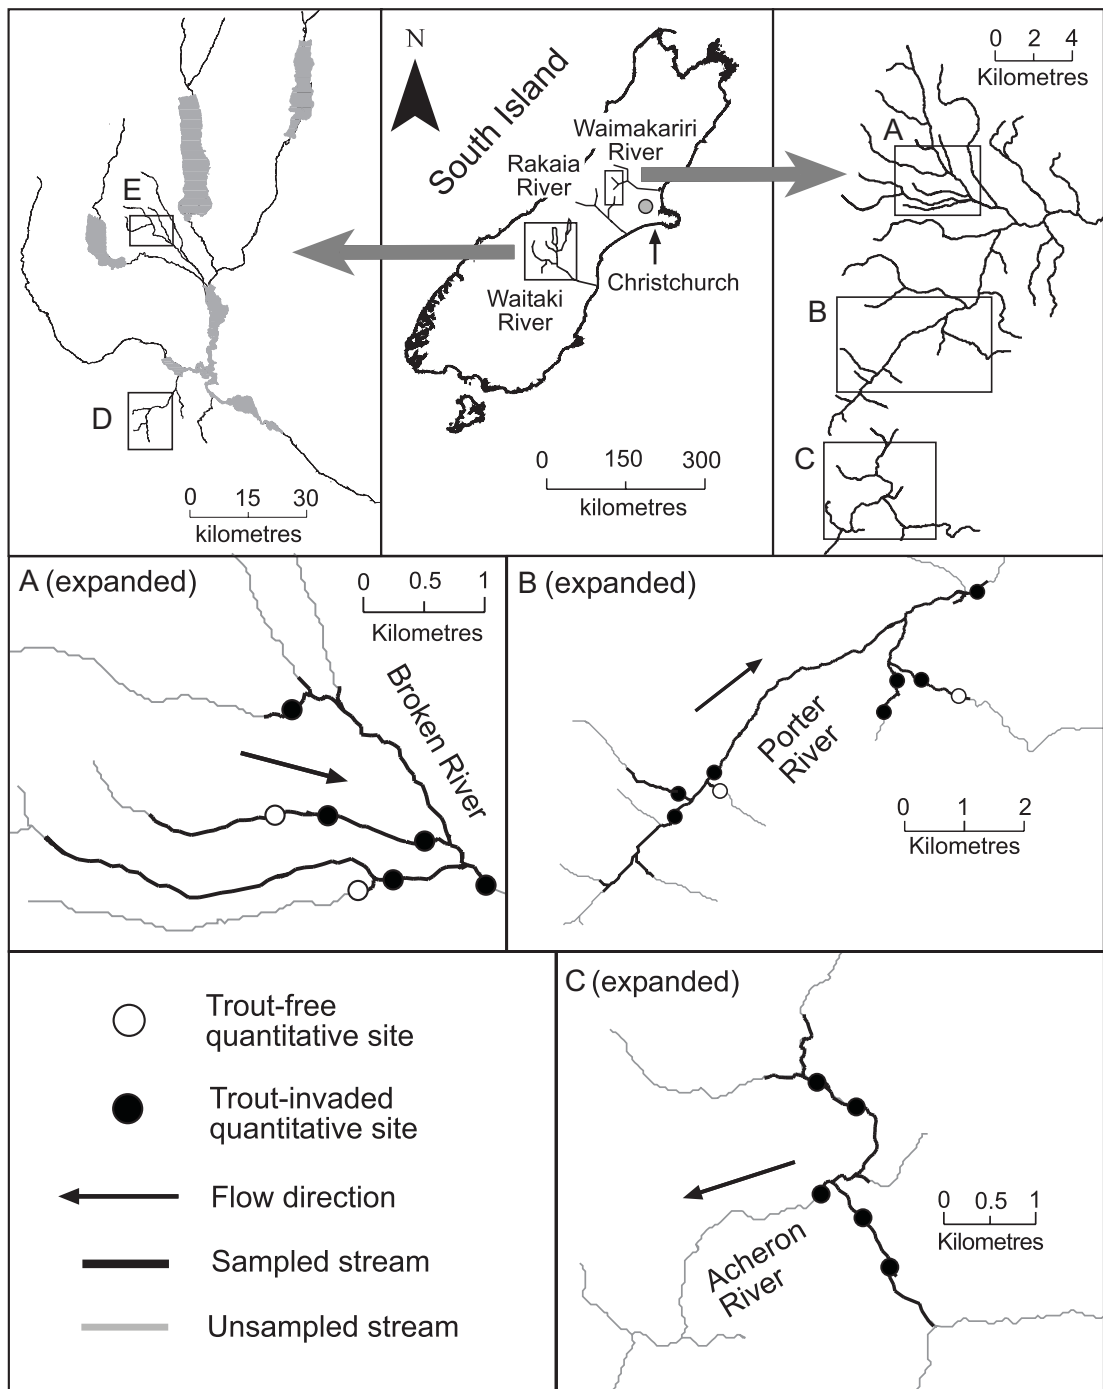 E
D
0 15 30
kilometres
N
South Island
Waimakariri
River
Rakaia
River
Christchurch
Waitaki
River
0 150 300
kilometres
0 2 4
Kilometres
A
B
C
A (expanded)
0 0.5 1
Kilometres
Broken River
B (expanded)
Porter
River
0 1 2
Kilometres
Trout-free
quantitative site
Trout-invaded
quantitative site
Flow direction
Sampled stream
Unsampled stream
C (expanded)
0 0.5 1
Kilometres
Acheron
River